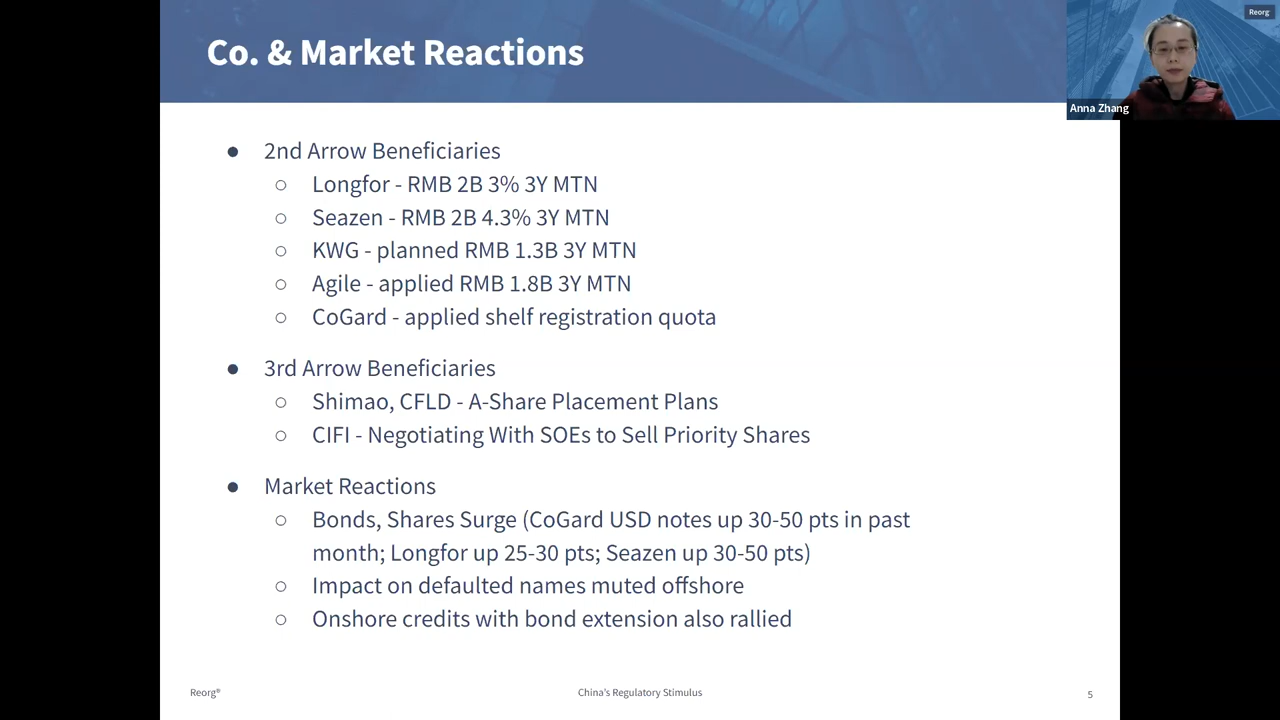 Co. & Market Reactions
Reorg
Anna Zhang
● 2nd Arrow Beneficiaries
○ Longfor - RMB 2B 3% 3Y MTN
○ Seazen - RMB 2B 4.3% 3Y MTN
○ KWG - planned RMB 1.3B 3Y MTN
○ Agile - applied RMB 1.8B 3Y MTN
○ CoGard - applied shelf registration quota
● 3rd Arrow Beneficiaries
○ Shimao, CFLD - A-Share Placement Plans
○ CIFI - Negotiating With SOEs to Sell Priority Shares
● Market Reactions
○ Bonds, Shares Surge (CoGard USD notes up 30-50 pts in past
month; Longfor up 25-30 pts; Seazen up 30-50 pts)
○ Impact on defaulted names muted offshore
○ Onshore credits with bond extension also rallied
Reorg®
China's Regulatory Stimulus
5